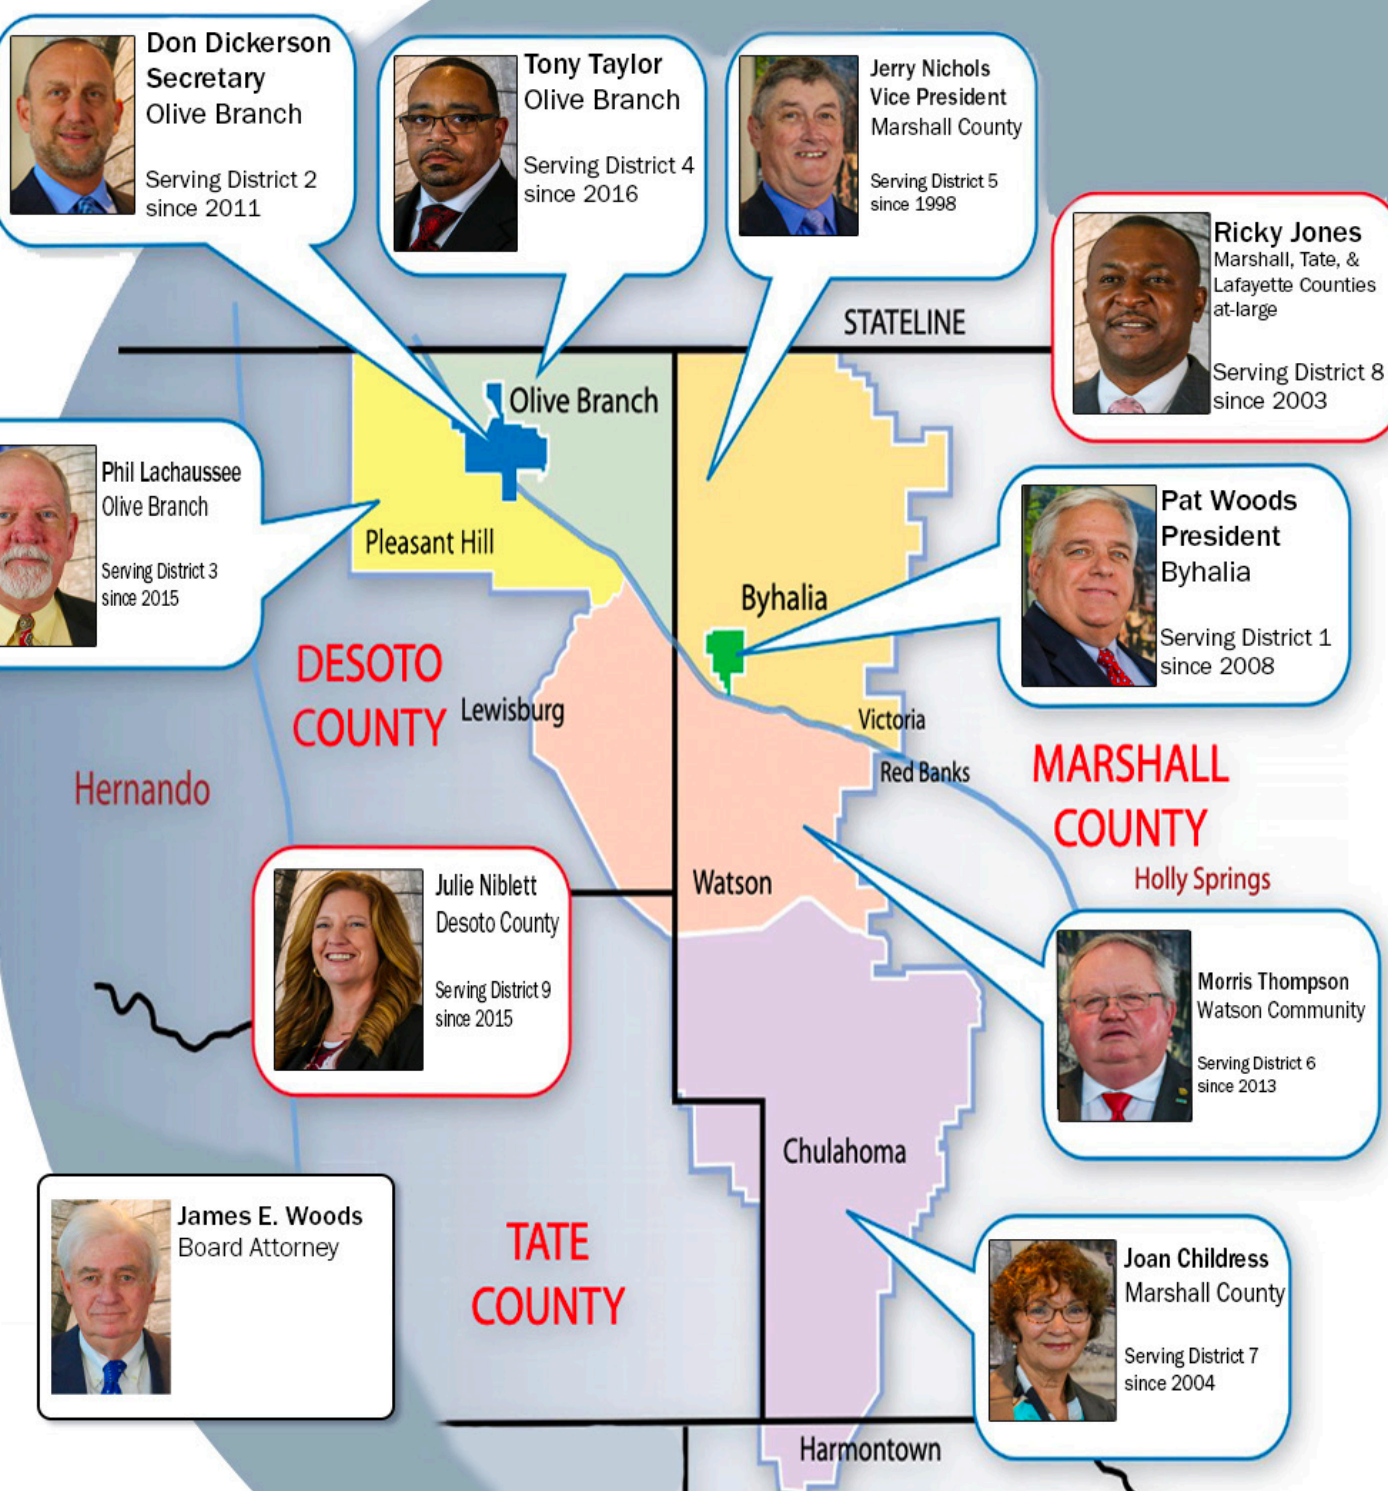 Don Dickerson
Secretary
Olive Branch
Serving District 2
since 2011
Tony Taylor
Olive Branch
Serving District 4
since 2016
Jerry Nichols
Vice President
Marshall County
Serving District 5
since 1998
Ricky Jones
Marshall, Tate, &
Lafayette Counties
at-large
Serving District 8
since 2003
STATELINE
Olive Branch
Phil Lachaussee
Olive Branch
Serving District 3
since 2015
Pleasant Hill
Pat Woods
President
Byhalia
Serving District 1
since 2008
Byhalia
DESOTO
COUNTY
Lewisburg
Victoria
Red Banks
MARSHALL
COUNTY
Hernando
Holly Springs
Watson
Julie Niblett
Desoto County
Serving District 9
since 2015
Morris Thompson
Watson Community
Serving District 6
since 2013
Chulahoma
James E. Woods
Board Attorney
TATE
COUNTY
Joan Childress
Marshall County
Serving District 7
since 2004
Harmontown